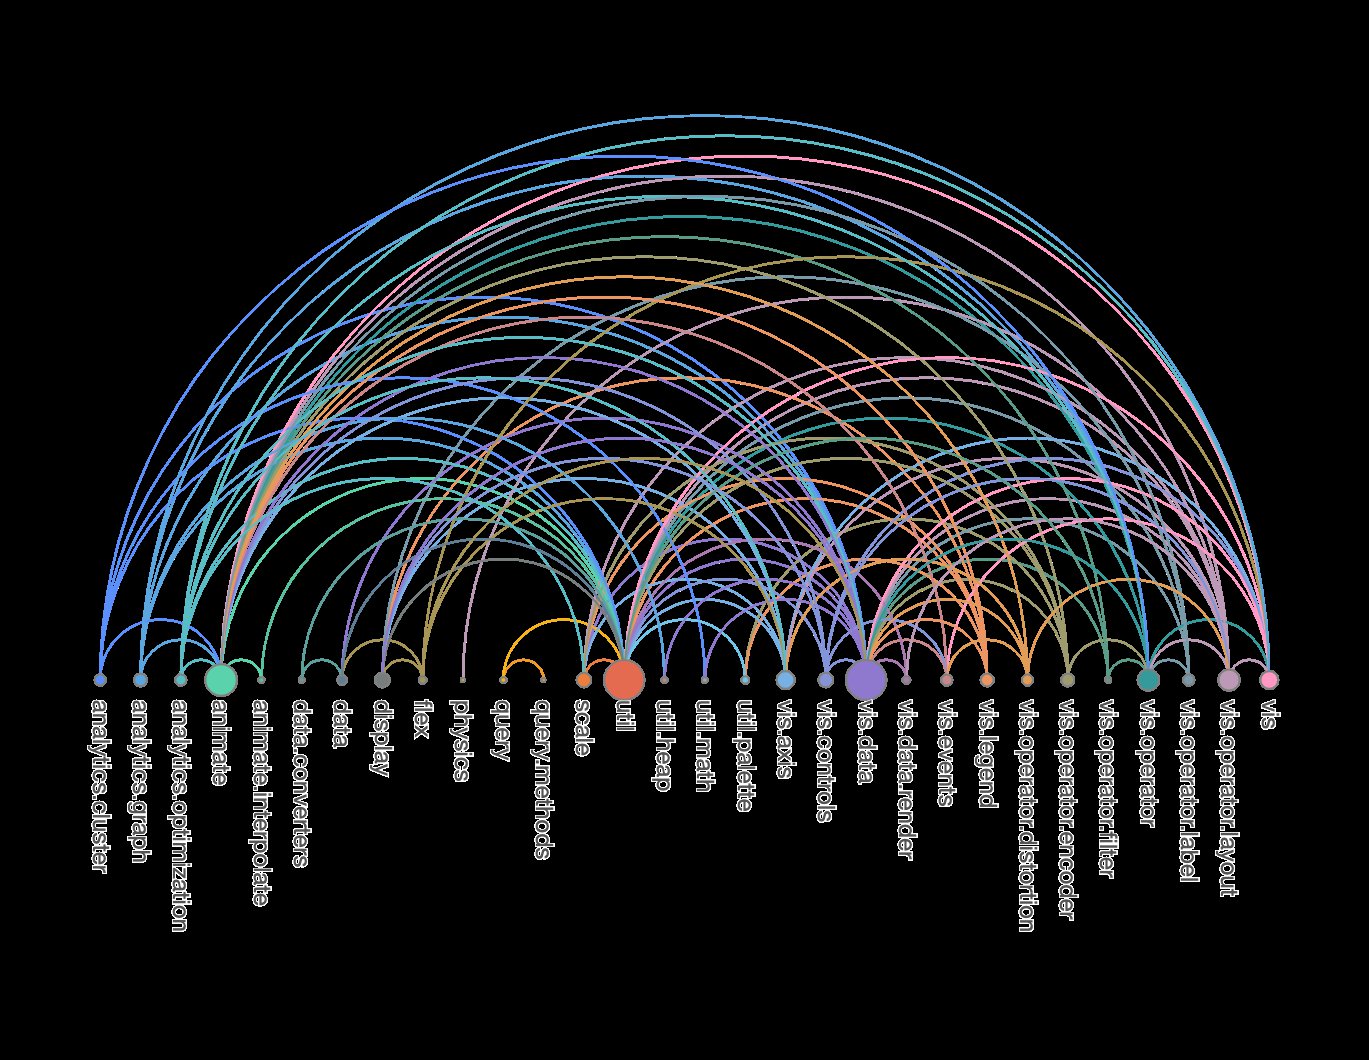 analytics.cluster
analytics.graph
analytics.optimization
animate
animate.interpolate
data.converters
data
display
flex
physics
query
query.methods
scale
util
util.heap
util.math
util.palette
vis.axis
vis.controls
vis.data
vis.data.render
vis.events
vis.legend
vis.operator.distortion
vis.operator.encoder
vis.operator.filter
vis.operator
vis.operator.label
vis.operator.layout
vis